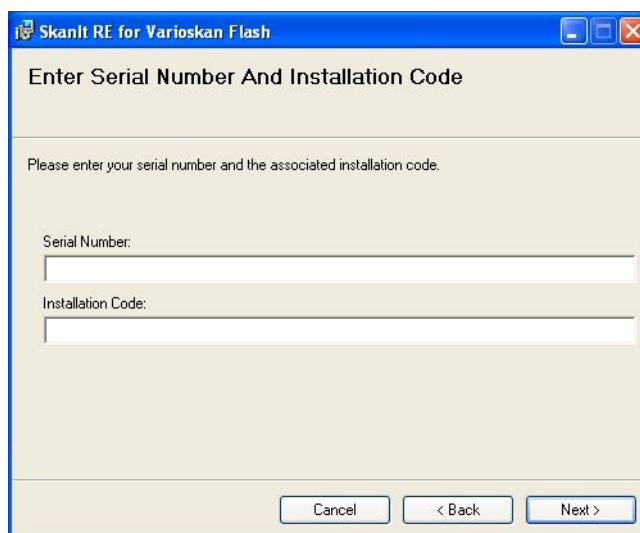 SkanIt RE for Varioskan Flash
Enter Serial Number And Installation Code
Please enter your serial number and the associated installation code.
Serial Number:
Installation Code:
Cancel < Back Next >